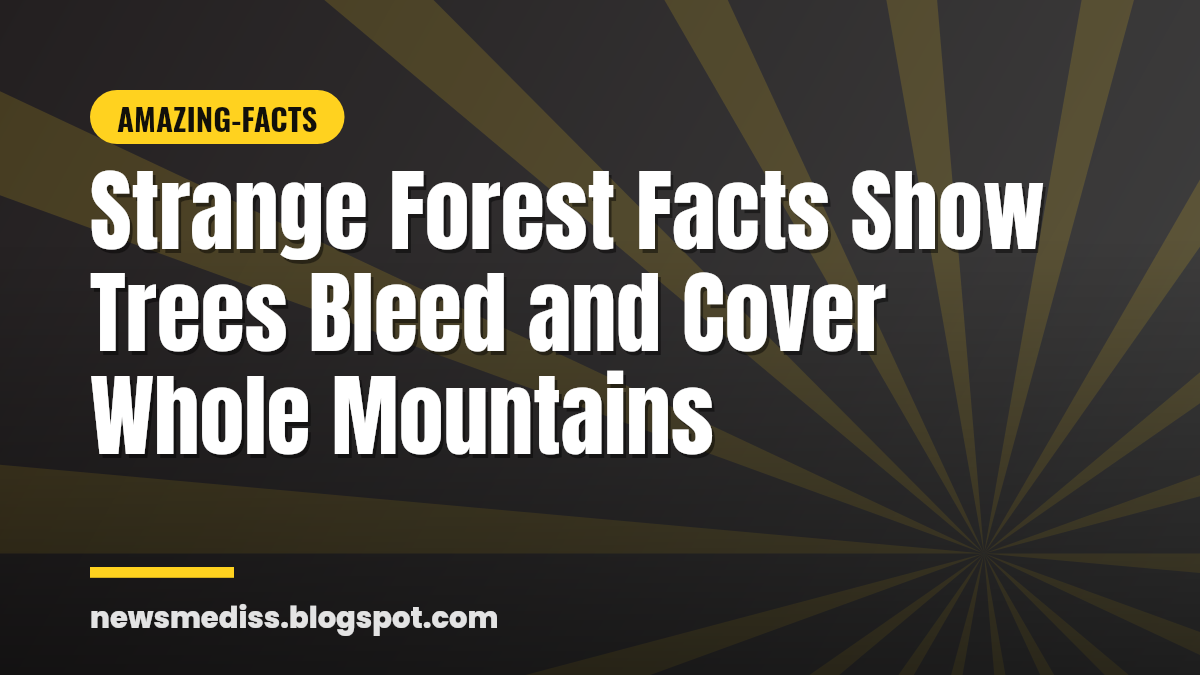 AMAZING-FACTS
Strange Forest Facts Show
Trees Bleed and Cover
Whole Mountains
newsmediss.blogspot.com